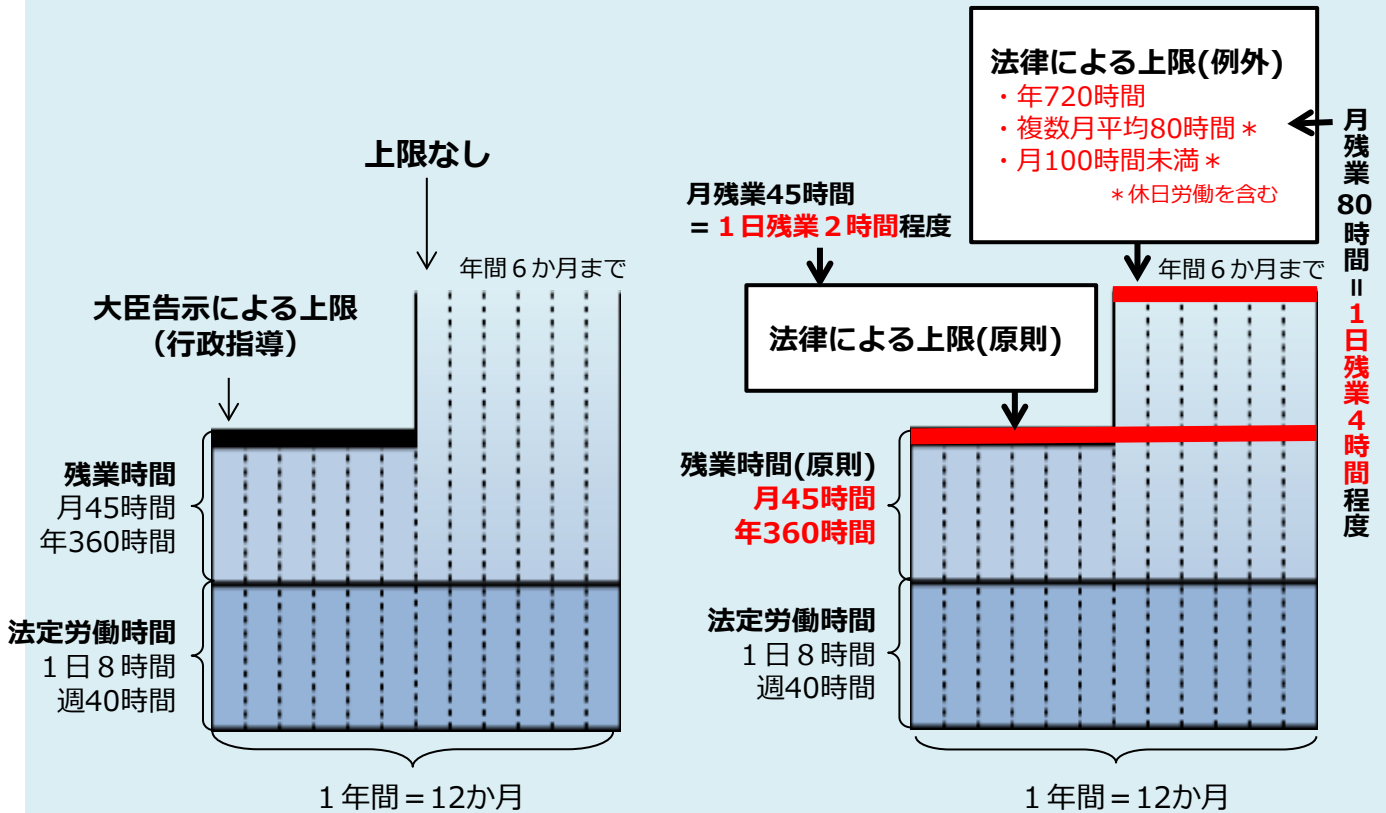 上限なし
年間６か月まで
大臣告示による上限
（行政指導）
残業時間
月45時間
年360時間
法定労働時間
１日８時間
週40時間
１年間＝12か月
法律による上限(例外)
・年720時間
・複数月平均80時間＊
・月100時間未満＊
＊休日労働を含む
月残業80時間＝１日残業４時間程度
月残業45時間
＝１日残業２時間程度
年間６か月まで
法律による上限(原則)
残業時間(原則)
月45時間
年360時間
法定労働時間
１日８時間
週40時間
１年間＝12か月